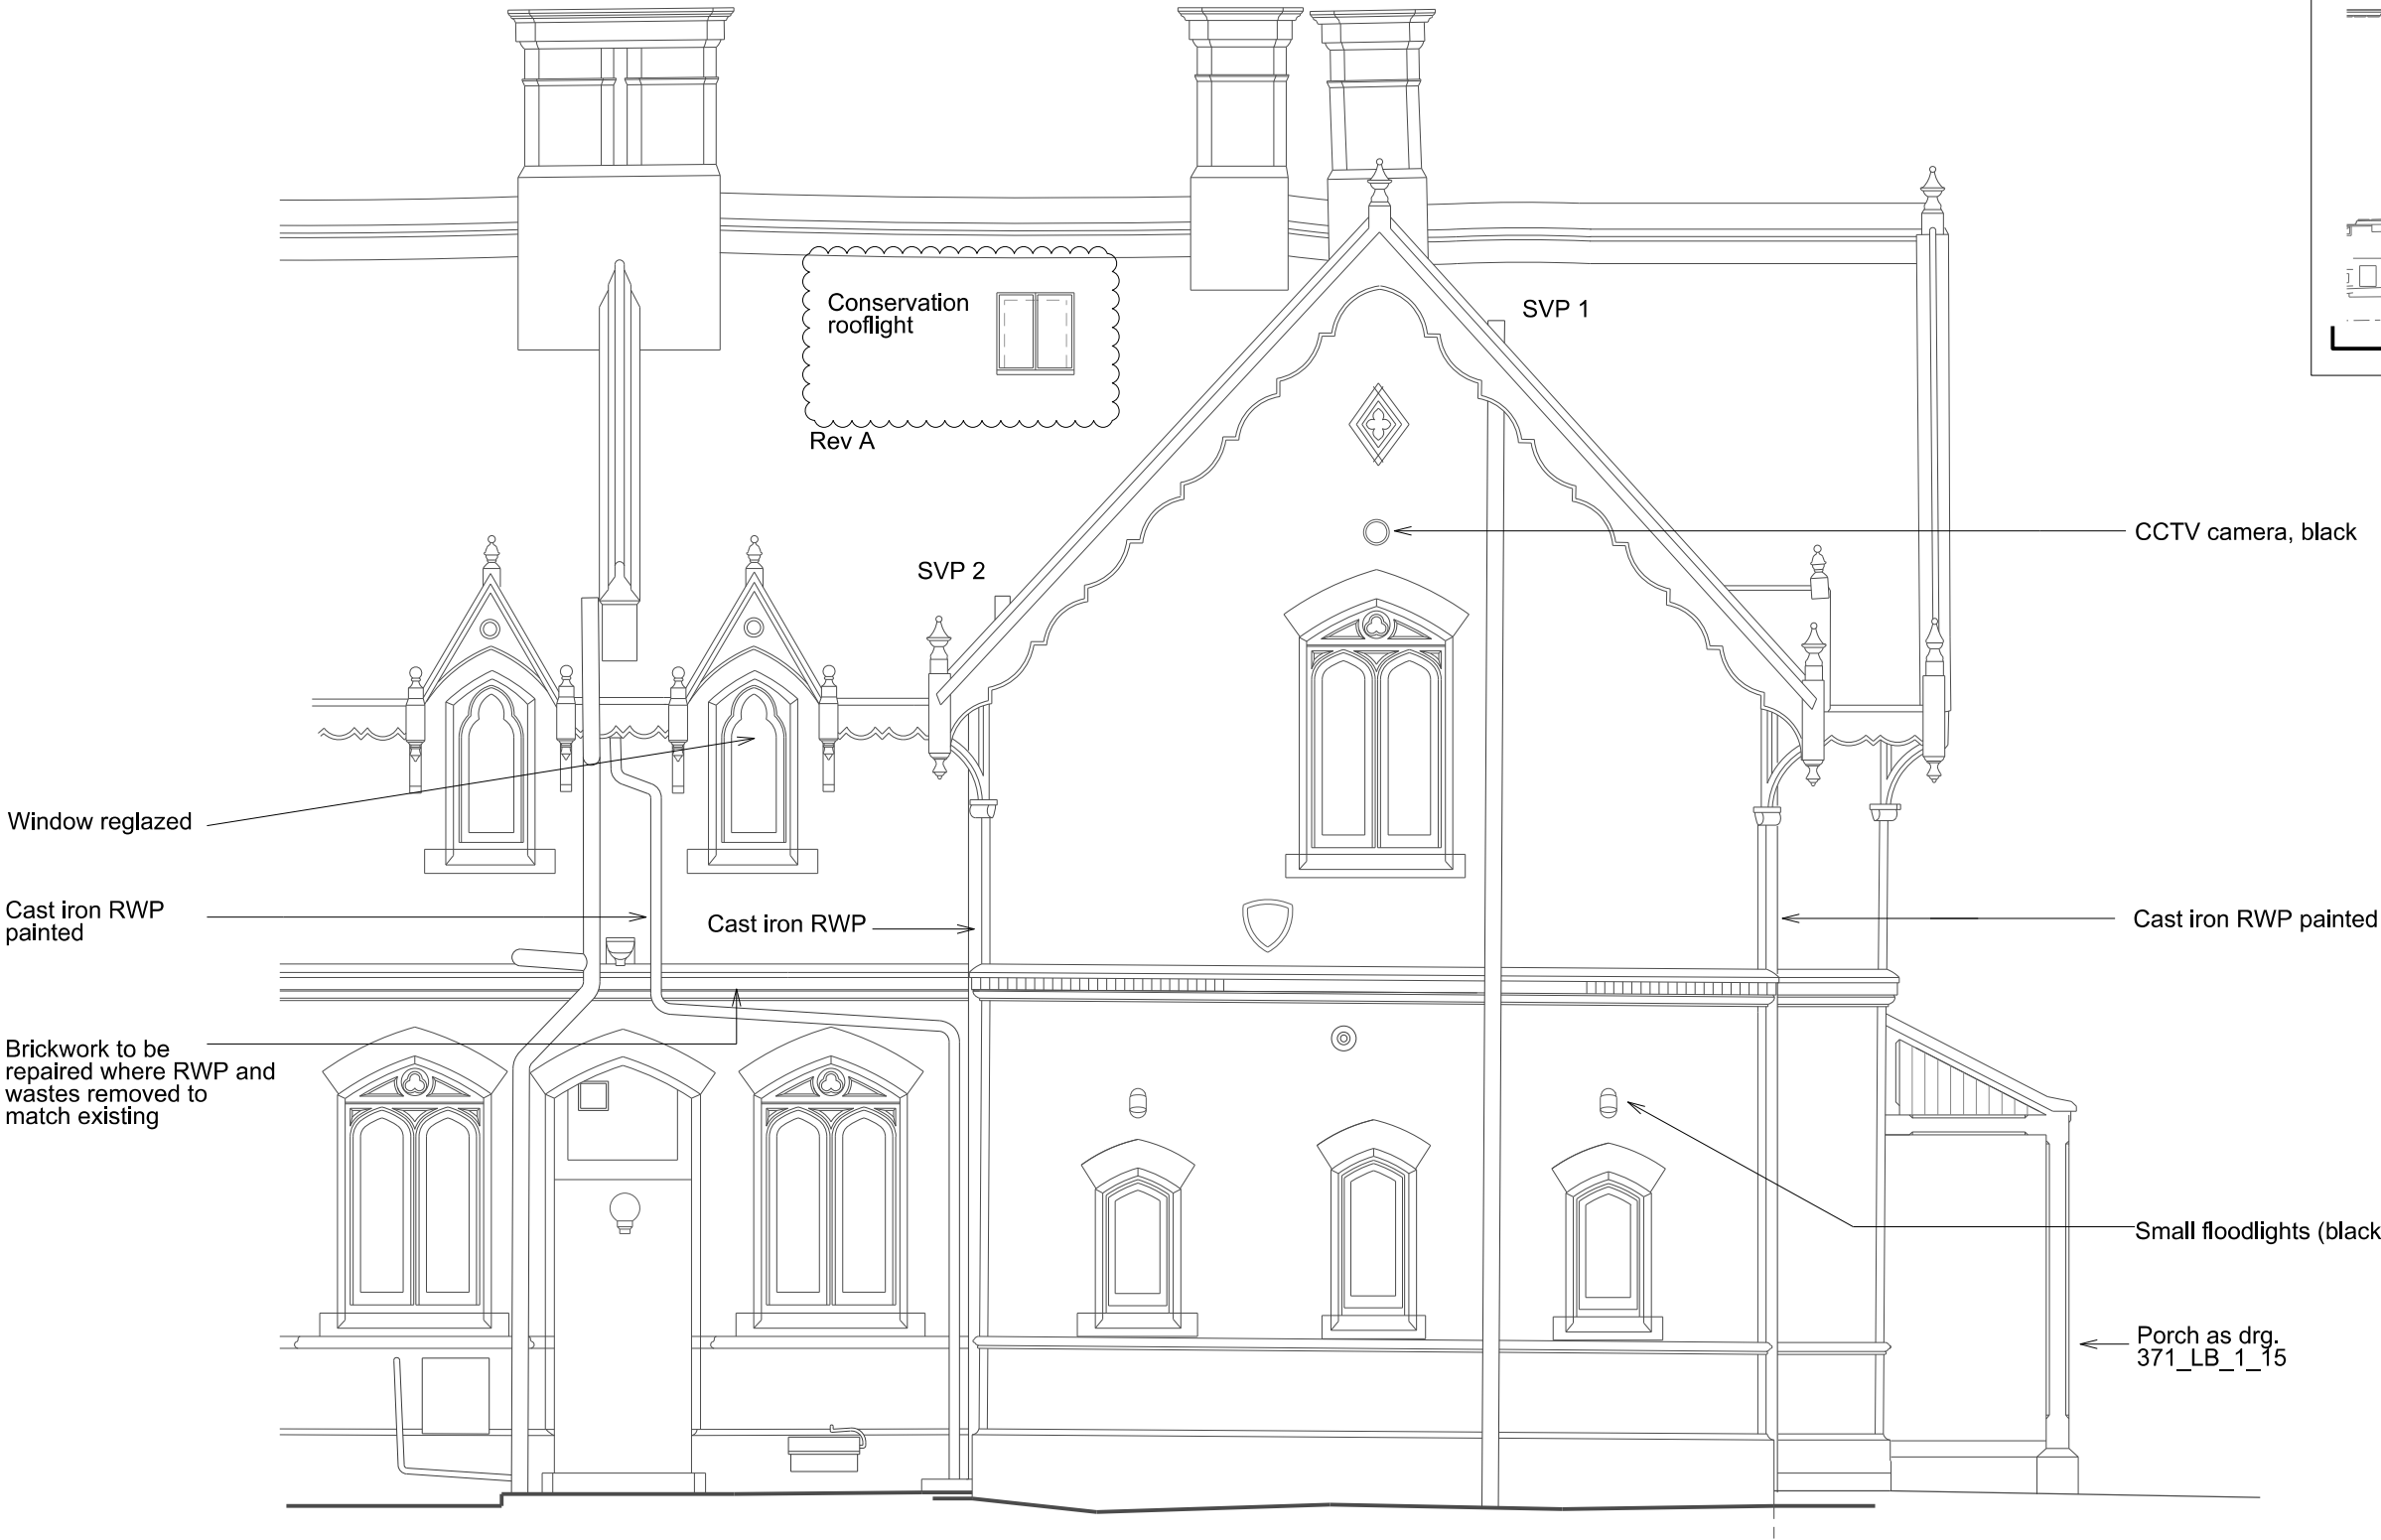 Conservation
rooflight
Rev A
SVP 1
SVP 2
CCTV camera, black
Window reglazed
Cast iron RWP
painted
Cast iron RWP
Cast iron RWP painted
Brickwork to be
repaired where RWP and
wastes removed to
match existing
Small floodlights (black
Porch as drg.
371_LB_1_15